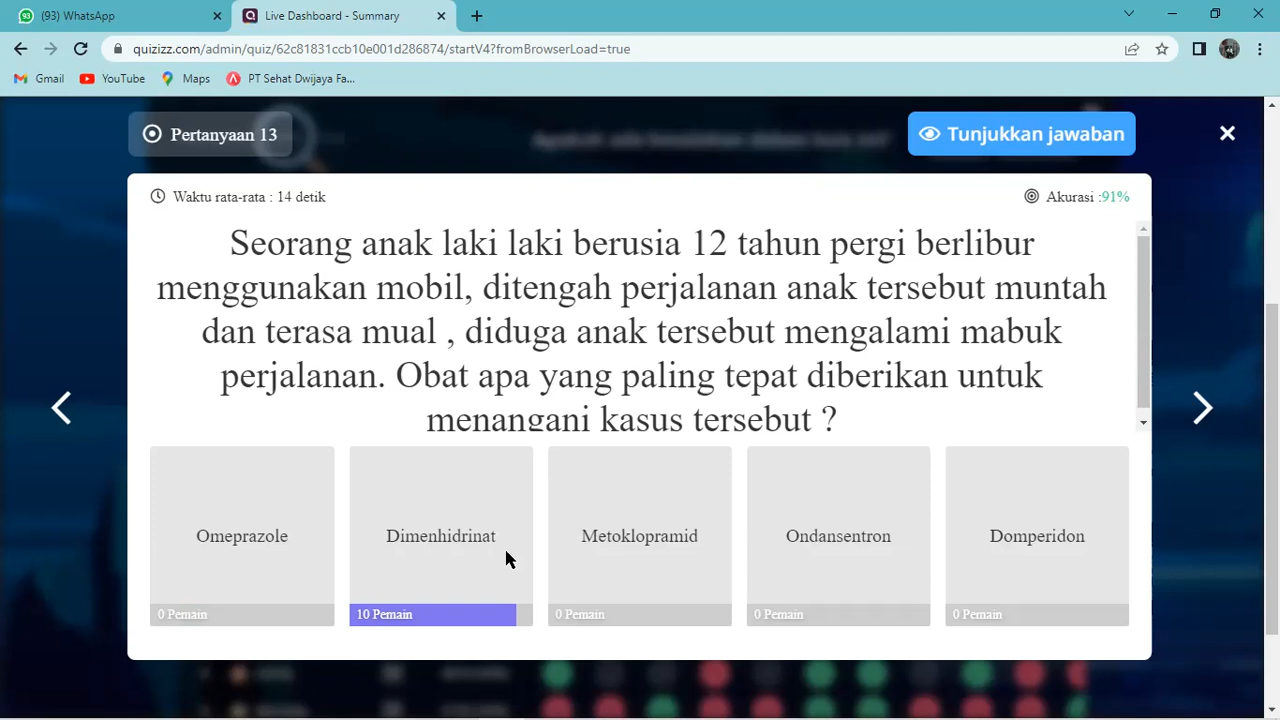 (93) WhatsApp
Live Dashboard - Summary
quizizz.com/admin/quiz/62c81831ccb10e001d286874/startV4?fromBrowserLoad=true
Gmail
YouTube
Maps
PT Sehat Dwijaya Fa...
Pertanyaan 13
Tunjukkan jawaban
Waktu rata-rata : 14 detik
Akurasi :91%
Seorang anak laki laki berusia 12 tahun pergi berlibur
menggunakan mobil, ditengah perjalanan anak tersebut muntah
dan terasa mual , diduga anak tersebut mengalami mabuk
perjalanan. Obat apa yang paling tepat diberikan untuk
menangani kasus tersebut ?
Omeprazole
Dimenhidrinat
Metoklopramid
Ondansentron
Domperidon
0 Pemain
10 Pemain
0 Pemain
0 Pemain
0 Pemain